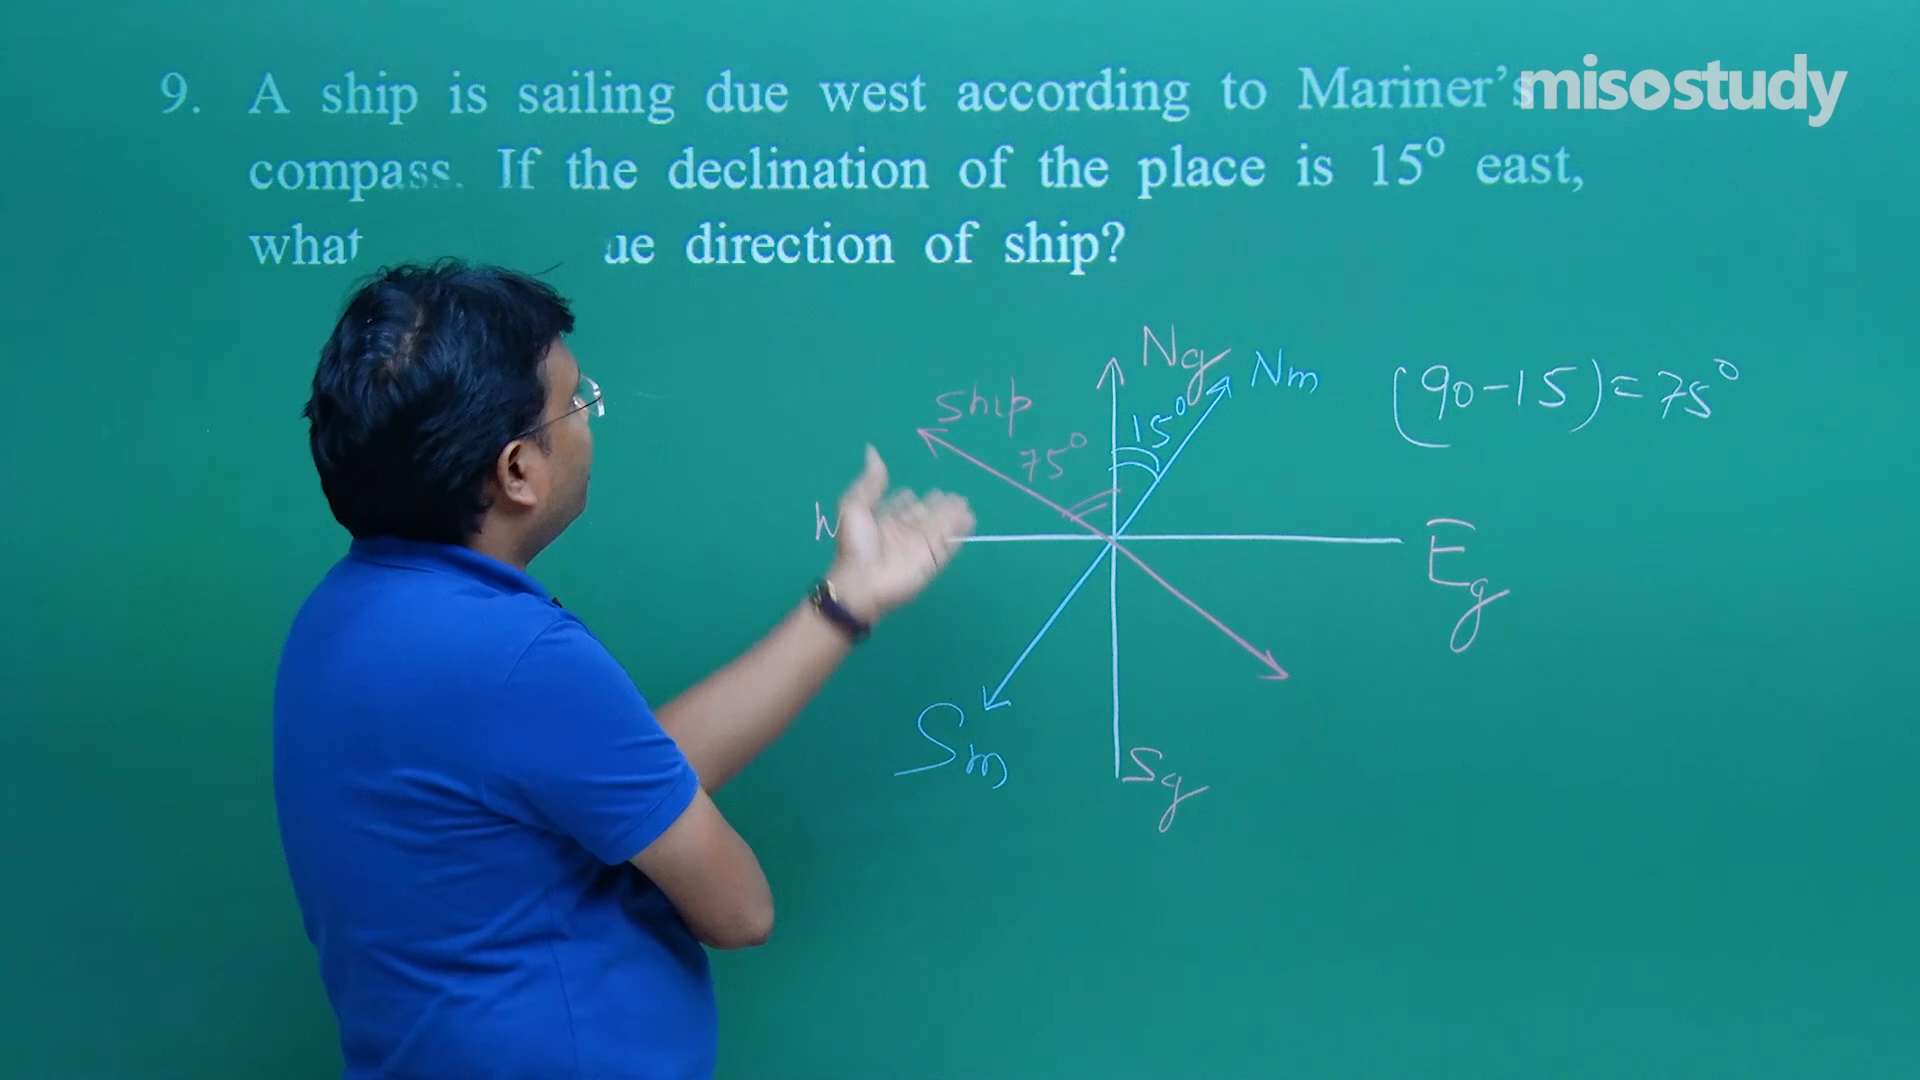 misostudy
9. A ship is sailing due west according to Mariner's
compass. If the declination of the place is 15° east,
what ue direction of ship?
Ng
Nm
(90-15)=75°
ship
15°
75°
W
Eg
Sm
Sg